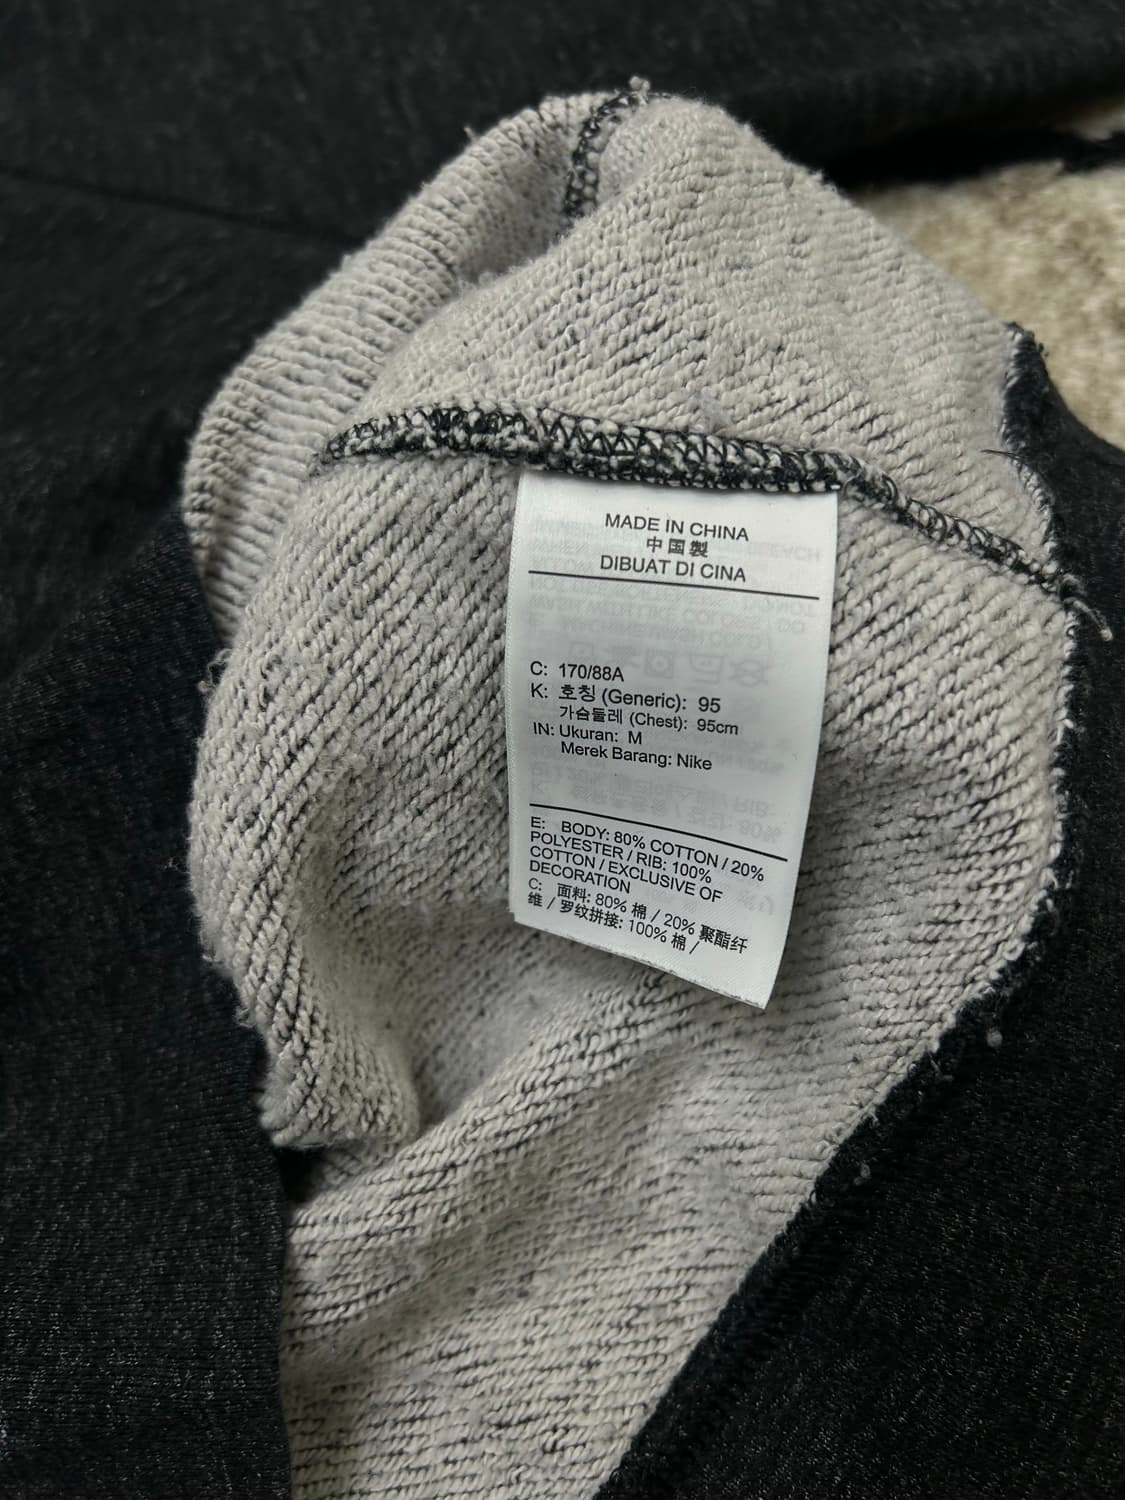 MADE IN CHINA
中国製
DIBUAT DI CINA
C: 170/88A
K: 호칭 (Generic): 95
가슴둘레 (Chest): 95cm
IN: Ukuran: M
Merek Barang: Nike
E: BODY: 80% COTTON / 20%
POLYESTER / RIB: 100%
COTTON / EXCLUSIVE OF
DECORATION
C: 面料: 80% 棉 / 20% 聚酯纤
维 / 罗纹拼接: 100% 棉 /